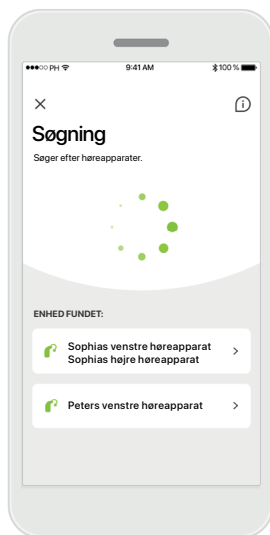 PH 9:41 AM 100 %
Søgning
Søger efter høreapparater.
ENHED FUNDET:
Sophias venstre høreapparat
Sophias højre høreapparat
Peters venstre høreapparat